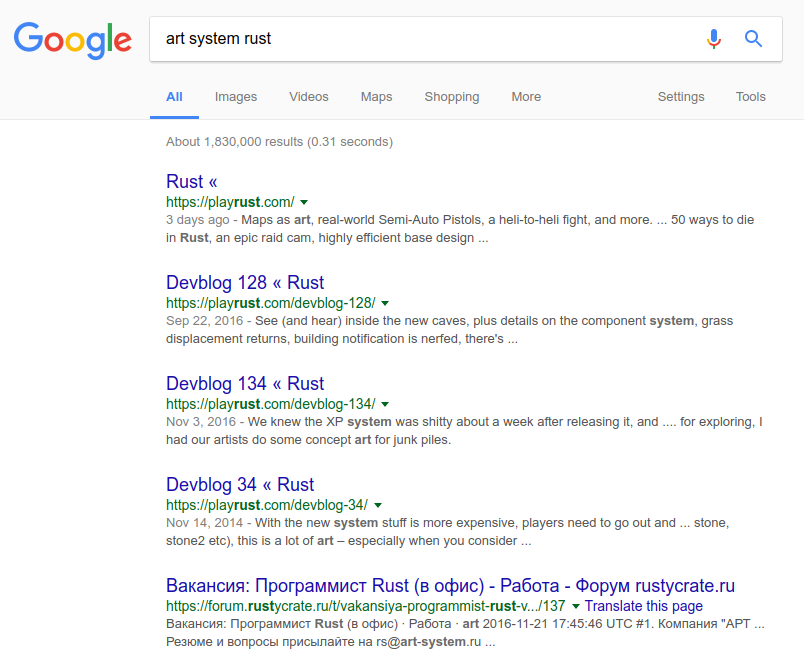 Google
art system rust
All Images Videos Maps Shopping More Settings Tools
About 1,830,000 results (0.31 seconds)
Rust «
https://playrust.com/
3 days ago - Maps as art, real-world Semi-Auto Pistols, a heli-to-heli fight, and more. ... 50 ways to die
in Rust, an epic raid cam, highly efficient base design ...
Devblog 128 « Rust
https://playrust.com/devblog-128/
Sep 22, 2016 - See (and hear) inside the new caves, plus details on the component system, grass
displacement returns, building notification is nerfed, there's ...
Devblog 134 « Rust
https://playrust.com/devblog-134/
Nov 3, 2016 - We knew the XP system was shitty about a week after releasing it, and .... for exploring, I
had our artists do some concept art for junk piles.
Devblog 34 « Rust
https://playrust.com/devblog-34/
Nov 14, 2014 - With the new system stuff is more expensive, players need to go out and ... stone,
stone2 etc), this is a lot of art – especially when you consider ...
Вакансия: Программист Rust (в офис) - Работа - Форум rustycrate.ru
https://forum.rustycrate.ru/t/vakansiya-programmist-rust-v.../137 Translate this page
Вакансия: Программист Rust (в офис) · Работа · art 2016-11-21 17:45:46 UTC #1. Компания "АРТ ...
Резюме и вопросы присылайте на rs@art-system.ru ...